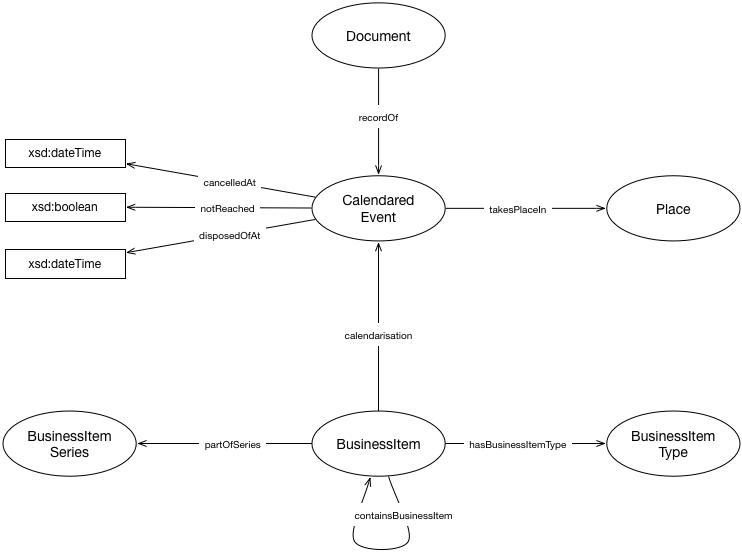 Document
recordOf
xsd:dateTime
cancelledAt
xsd:boolean
notReached
Calendared
Event
takesPlaceIn
Place
disposedOfAt
xsd:dateTime
calendarisation
BusinessItem
Series
partOfSeries
BusinessItem
hasBusinessItemType
BusinessItem
Type
containsBusinessItem